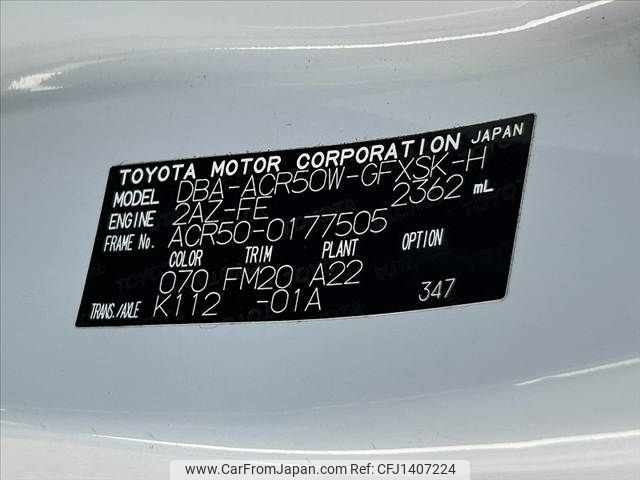 TOYOTA MOTOR CORPORATION JAPAN
MODEL DBA-ACR50W-GFXSK-H
ENGINE 2AZ-FE 2362 mL
FRAME No. ACR50-0177505
COLOR TRIM PLANT OPTION
070 FM20 A22
TRANS./AXLE K112 -01A 347
www.CarFromJapan.com - CFJ1407224